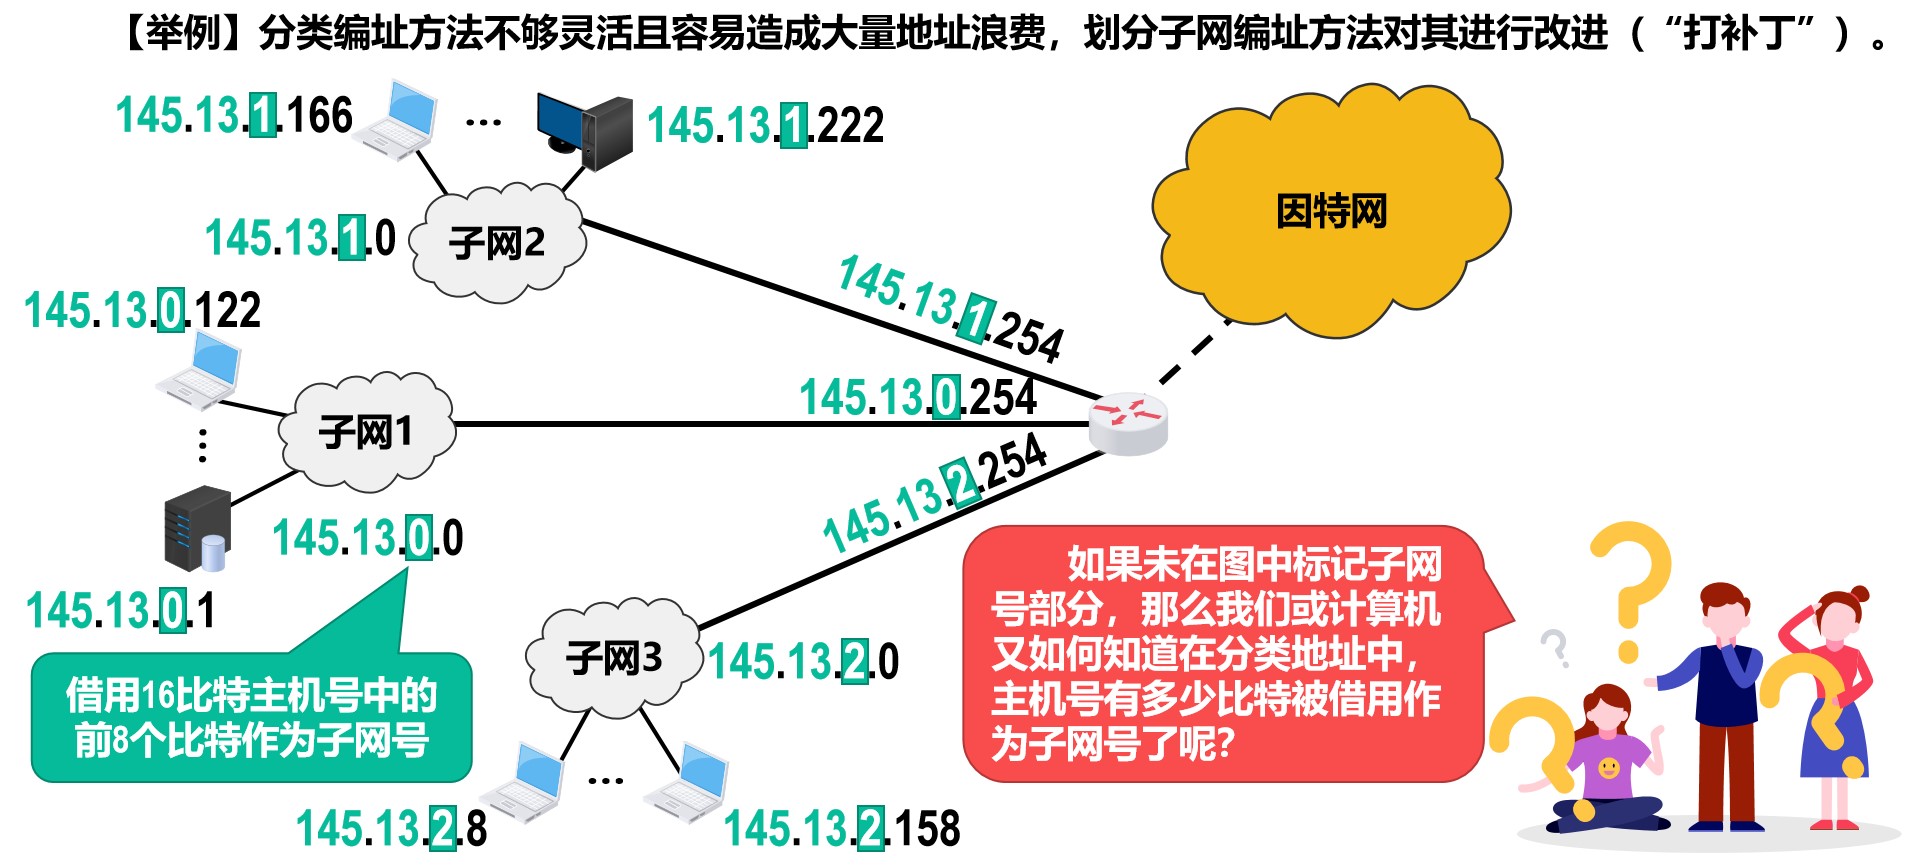 【举例】分类编址方法不够灵活且容易造成大量地址浪费，划分子网编址方法对其进行改进（“打补丁”）。
145.13.1.166
...
145.13.1.222
145.13.1.0
子网2
因特网
145.13.1.254
145.13.0.122
145.13.0.254
子网1
...
145.13.0.0
145.13.2.254
145.13.0.1
借用16比特主机号中的
前8个比特作为子网号
子网3
145.13.2.0
...
145.13.2.8
145.13.2.158
如果未在图中标记子网
号部分，那么我们或计算机
又如何知道在分类地址中，
主机号有多少比特被借用作
为子网号了呢？